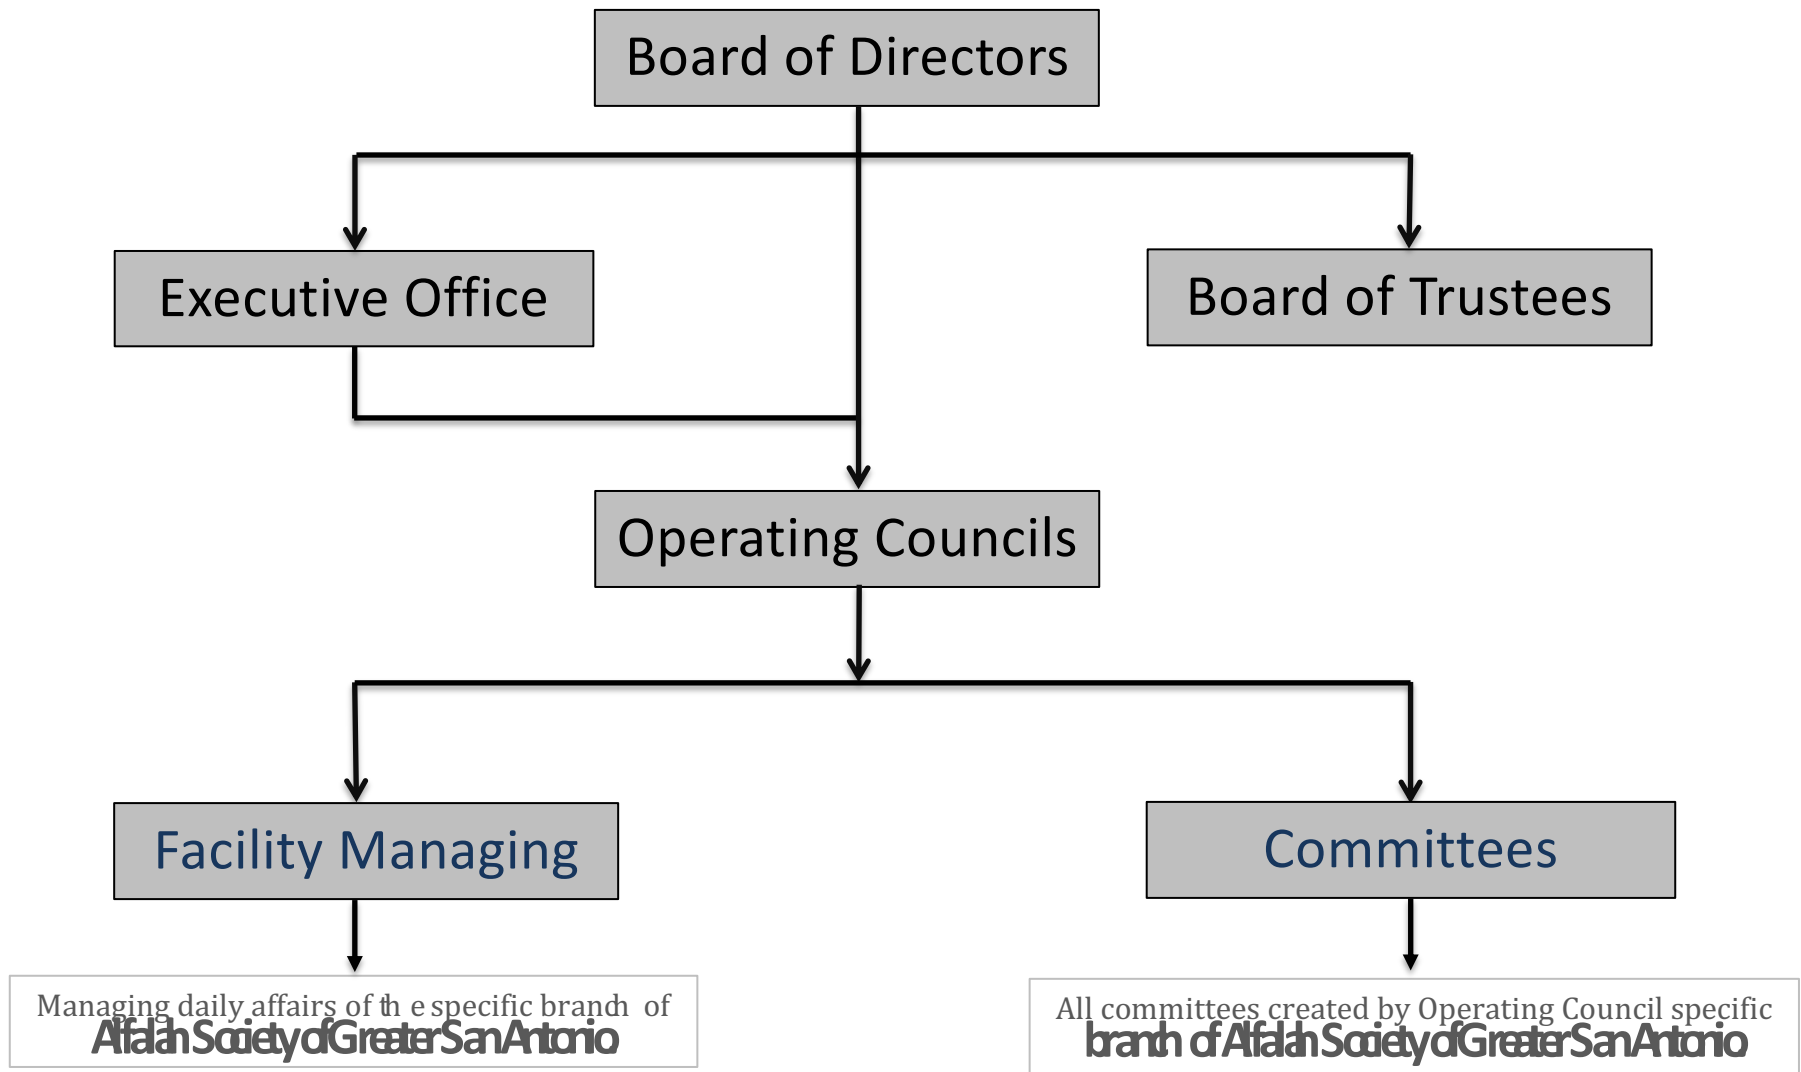 Board of Directors
Executive Office
Board of Trustees
Operating Councils
Facility Managing
Committees
Managing daily affairs of the specific branch of
Alfalah Society of Greater San Antonio.
All committees created by Operating Council specific
branch of Alfalah Society of Greater San Antonio.